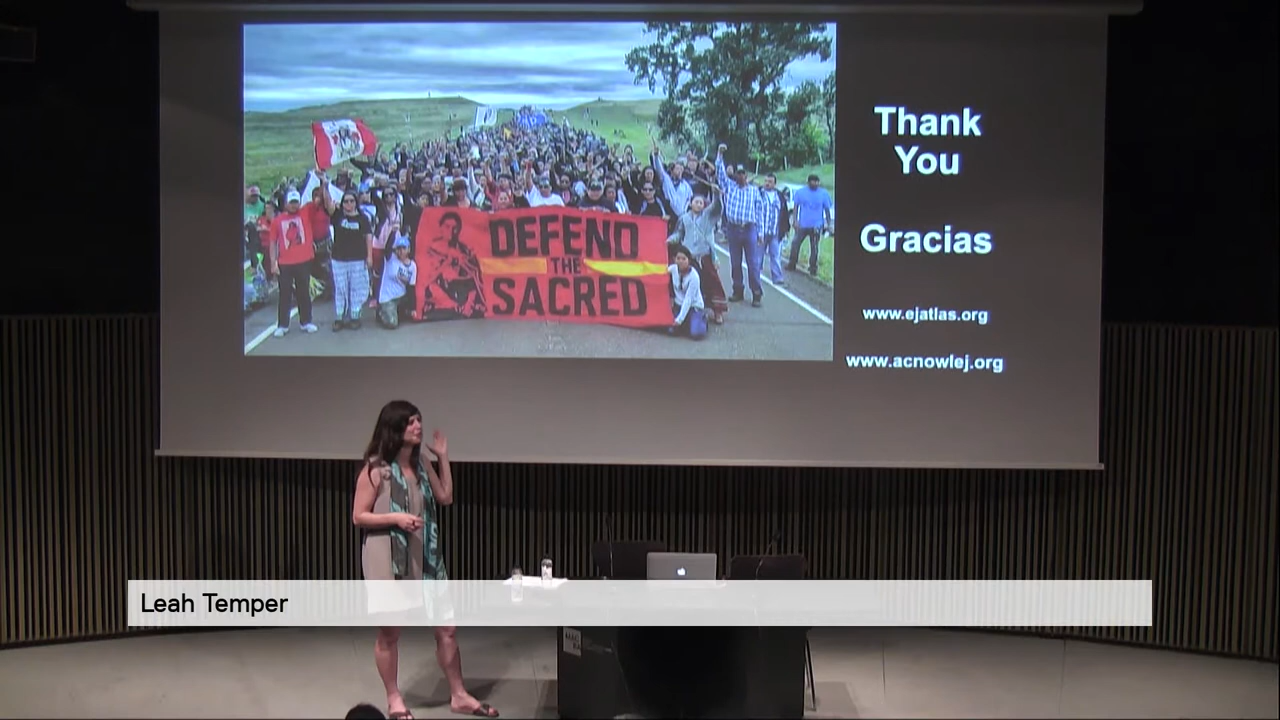 Thank
You
Gracias
www.ejatlas.org
www.acnowlej.org
DEFEND
THE
SACRED
Leah Temper